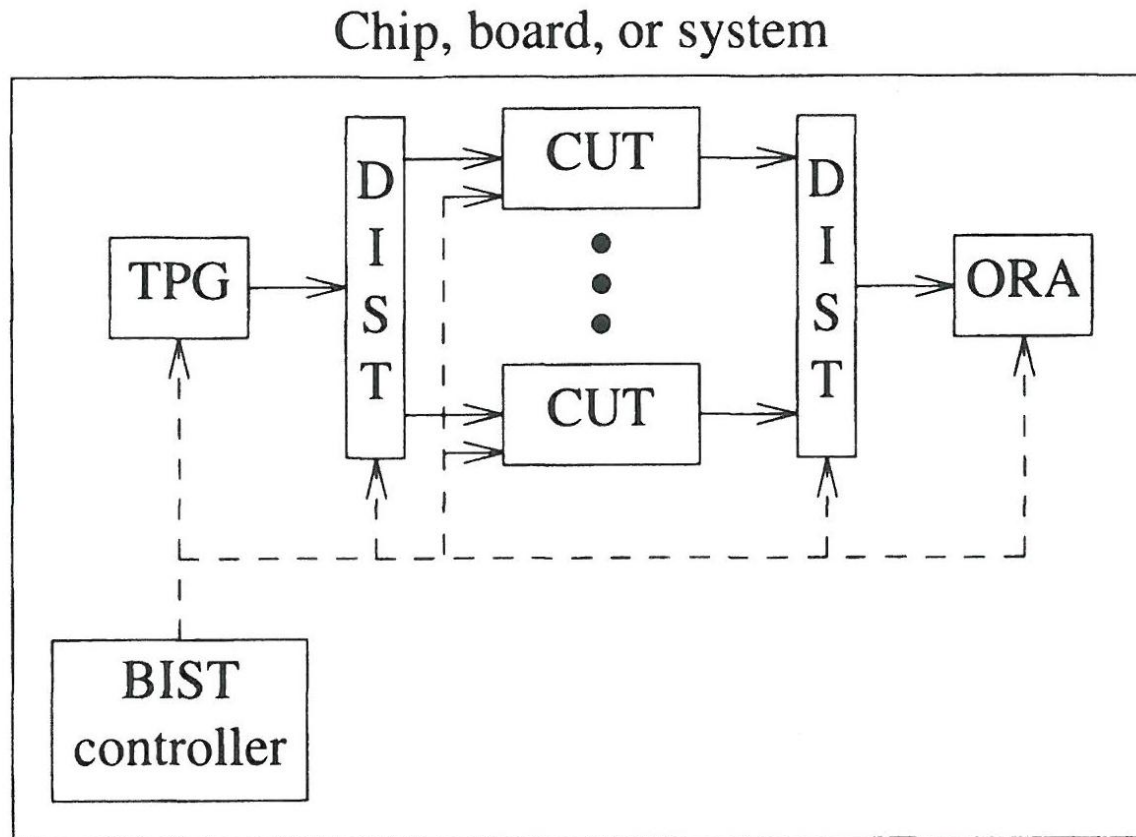 Chip, board, or system
D
I
S
T
CUT
D
I
S
T
TPG
ORA
CUT
BIST
controller